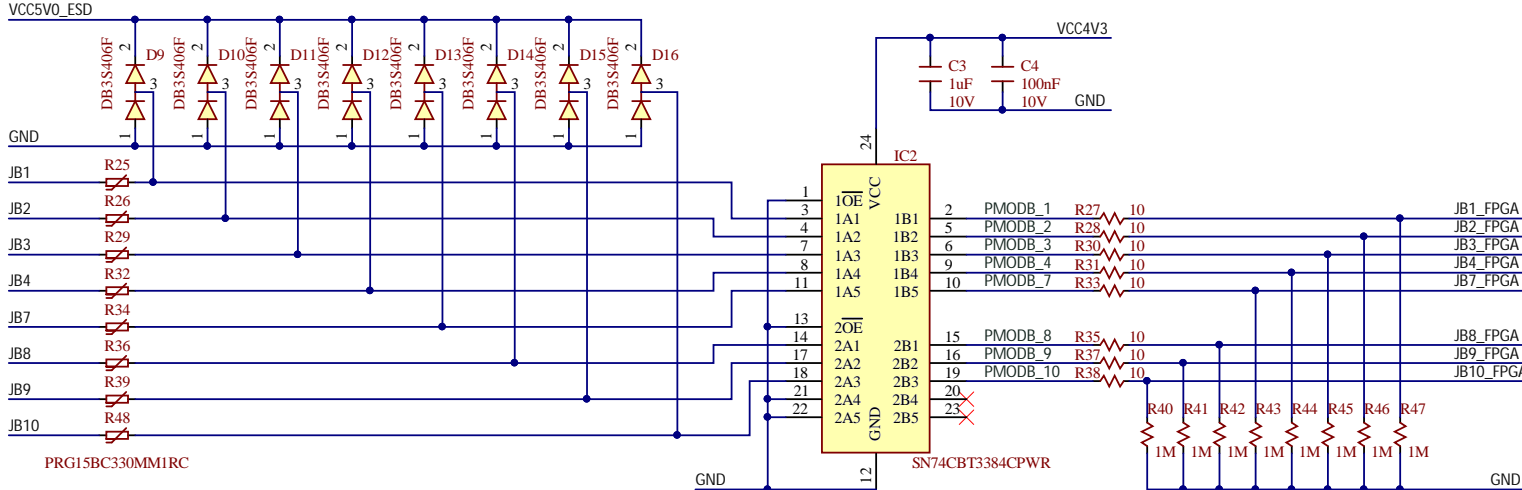 VCC5V0_ESD
VCC4V3
DB3S406F 2 D9 3 1
DB3S406F 2 D10 3 1
DB3S406F 2 D11 3 1
DB3S406F 2 D12 3 1
DB3S406F 2 D13 3 1
DB3S406F 2 D14 3 1
DB3S406F 2 D15 3 1
DB3S406F 2 D16 3 1
C3
1uF
10V
C4
100nF
10V
GND
GND
24
IC2
JB1 R25
JB2 R26
JB3 R29
JB4 R32
JB7 R34
JB8 R36
JB9 R39
JB10 R48
PRG15BC330MM1RC
VCC
1 1OE
3 1A1 1B1 2 PMODB_1 R27 10 JB1_FPGA
4 1A2 1B2 5 PMODB_2 R28 10 JB2_FPGA
7 1A3 1B3 6 PMODB_3 R30 10 JB3_FPGA
8 1A4 1B4 9 PMODB_4 R31 10 JB4_FPGA
11 1A5 1B5 10 PMODB_7 R33 10 JB7_FPGA
13 2OE
14 2A1 2B1 15 PMODB_8 R35 10 JB8_FPGA
17 2A2 2B2 16 PMODB_9 R37 10 JB9_FPGA
18 2A3 2B3 19 PMODB_10 R38 10 JB10_FPGA
21 2A4 2B4 20
22 2A5 2B5 23
GND
R40 R41 R42 R43 R44 R45 R46 R47
1M 1M 1M 1M 1M 1M 1M 1M
SN74CBT3384CPWR
12
GND
GND